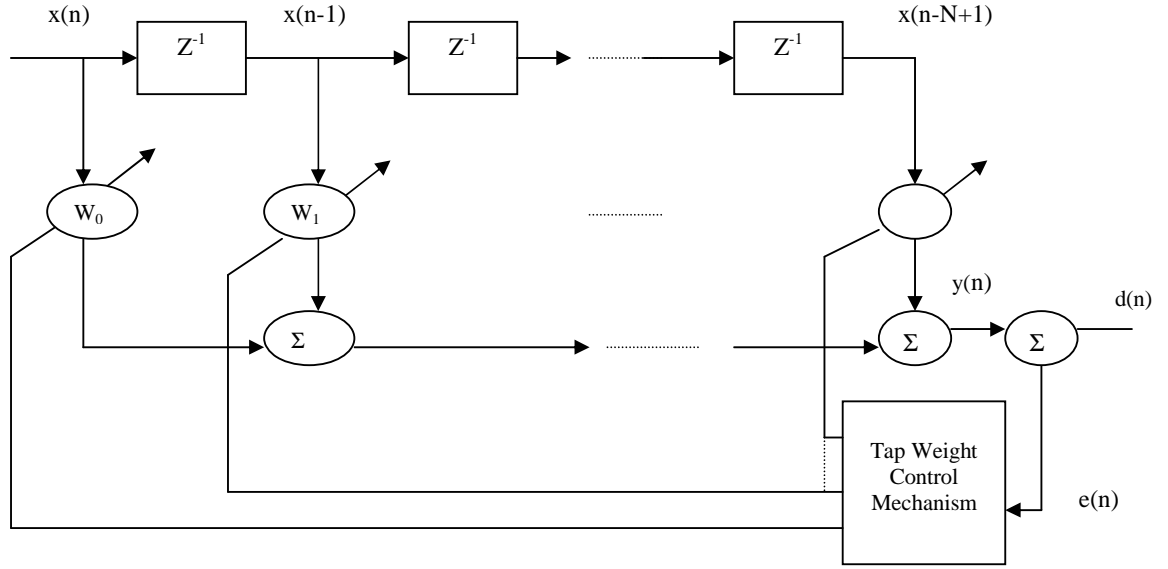 x(n) x(n-1) x(n-N+1)
Z⁻¹ Z⁻¹ Z⁻¹
W₀ W₁
y(n) d(n)
Σ Σ Σ
Tap Weight
Control
Mechanism
e(n)